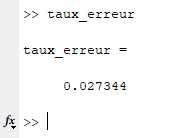 >> taux_erreur
taux_erreur =
0.027344
fx >>